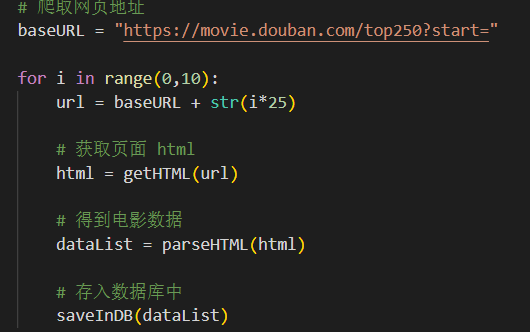 # 爬取网页地址
baseURL = "https://movie.douban.com/top250?start="
for i in range(0,10):
    url = baseURL + str(i*25)
    # 获取页面 html
    html = getHTML(url)
    # 得到电影数据
    dataList = parseHTML(html)
    # 存入数据库中
    saveInDB(dataList)